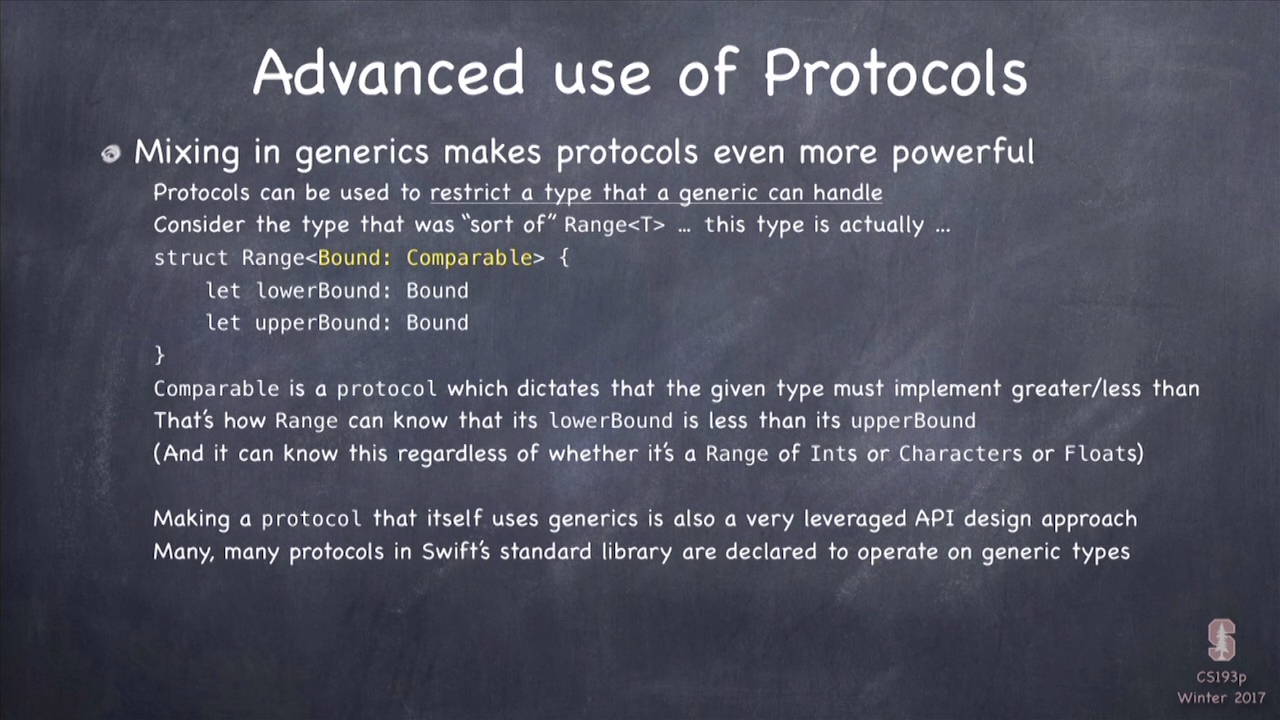 Advanced use of Protocols
Mixing in generics makes protocols even more powerful
Protocols can be used to restrict a type that a generic can handle
Consider the type that was “sort of” Range<T> … this type is actually …
struct Range<Bound: Comparable> {
    let lowerBound: Bound
    let upperBound: Bound
}
Comparable is a protocol which dictates that the given type must implement greater/less than
That’s how Range can know that its lowerBound is less than its upperBound
(And it can know this regardless of whether it’s a Range of Ints or Characters or Floats)
Making a protocol that itself uses generics is also a very leveraged API design approach
Many, many protocols in Swift’s standard library are declared to operate on generic types
S
CS193p
Winter 2017